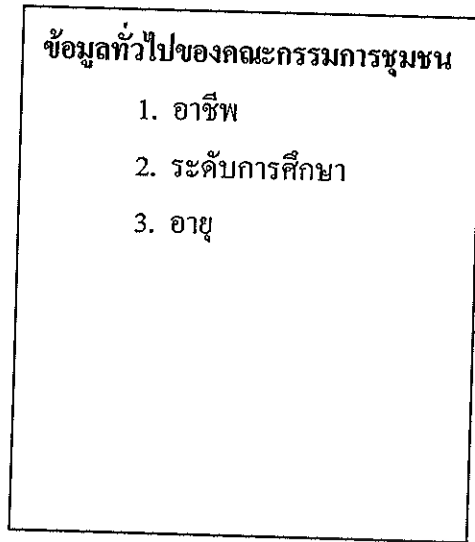 ข้อมูลทั่วไปของคณะกรรมการชุมชน
1. อาชีพ
2. ระดับการศึกษา
3. อายุ